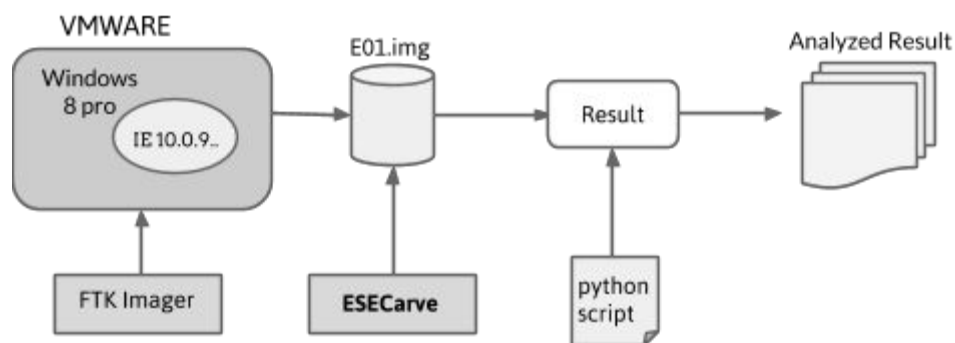 VMWARE
Windows
8 pro
IE 10.0.9..
E01.img
Result
Analyzed Result
FTK Imager
ESECarve
python
script